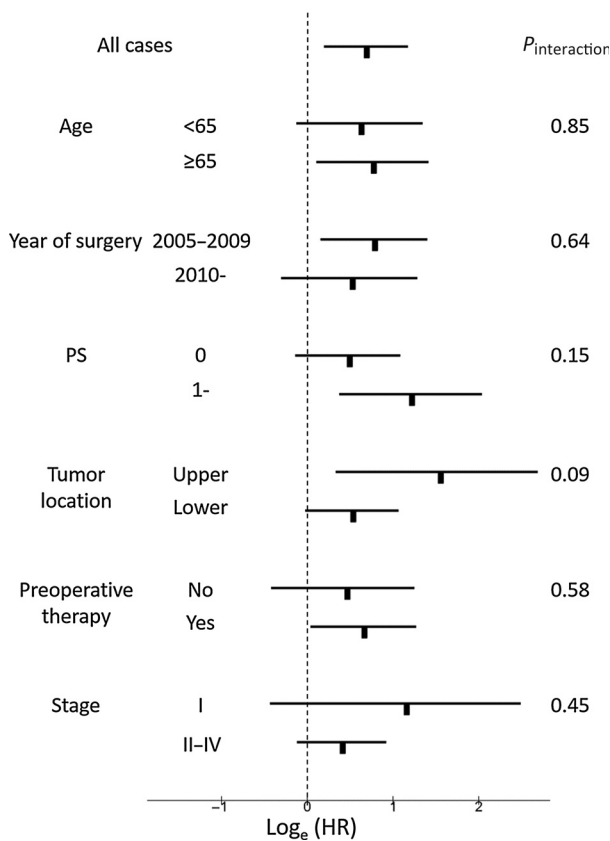 All cases P interaction
Age <65 0.85
≥65
Year of surgery 2005–2009 0.64
2010-
PS 0 0.15
1-
Tumor Upper 0.09
location Lower
Preoperative No 0.58
therapy Yes
Stage I 0.45
II–IV
−1 0 1 2
Loge (HR)